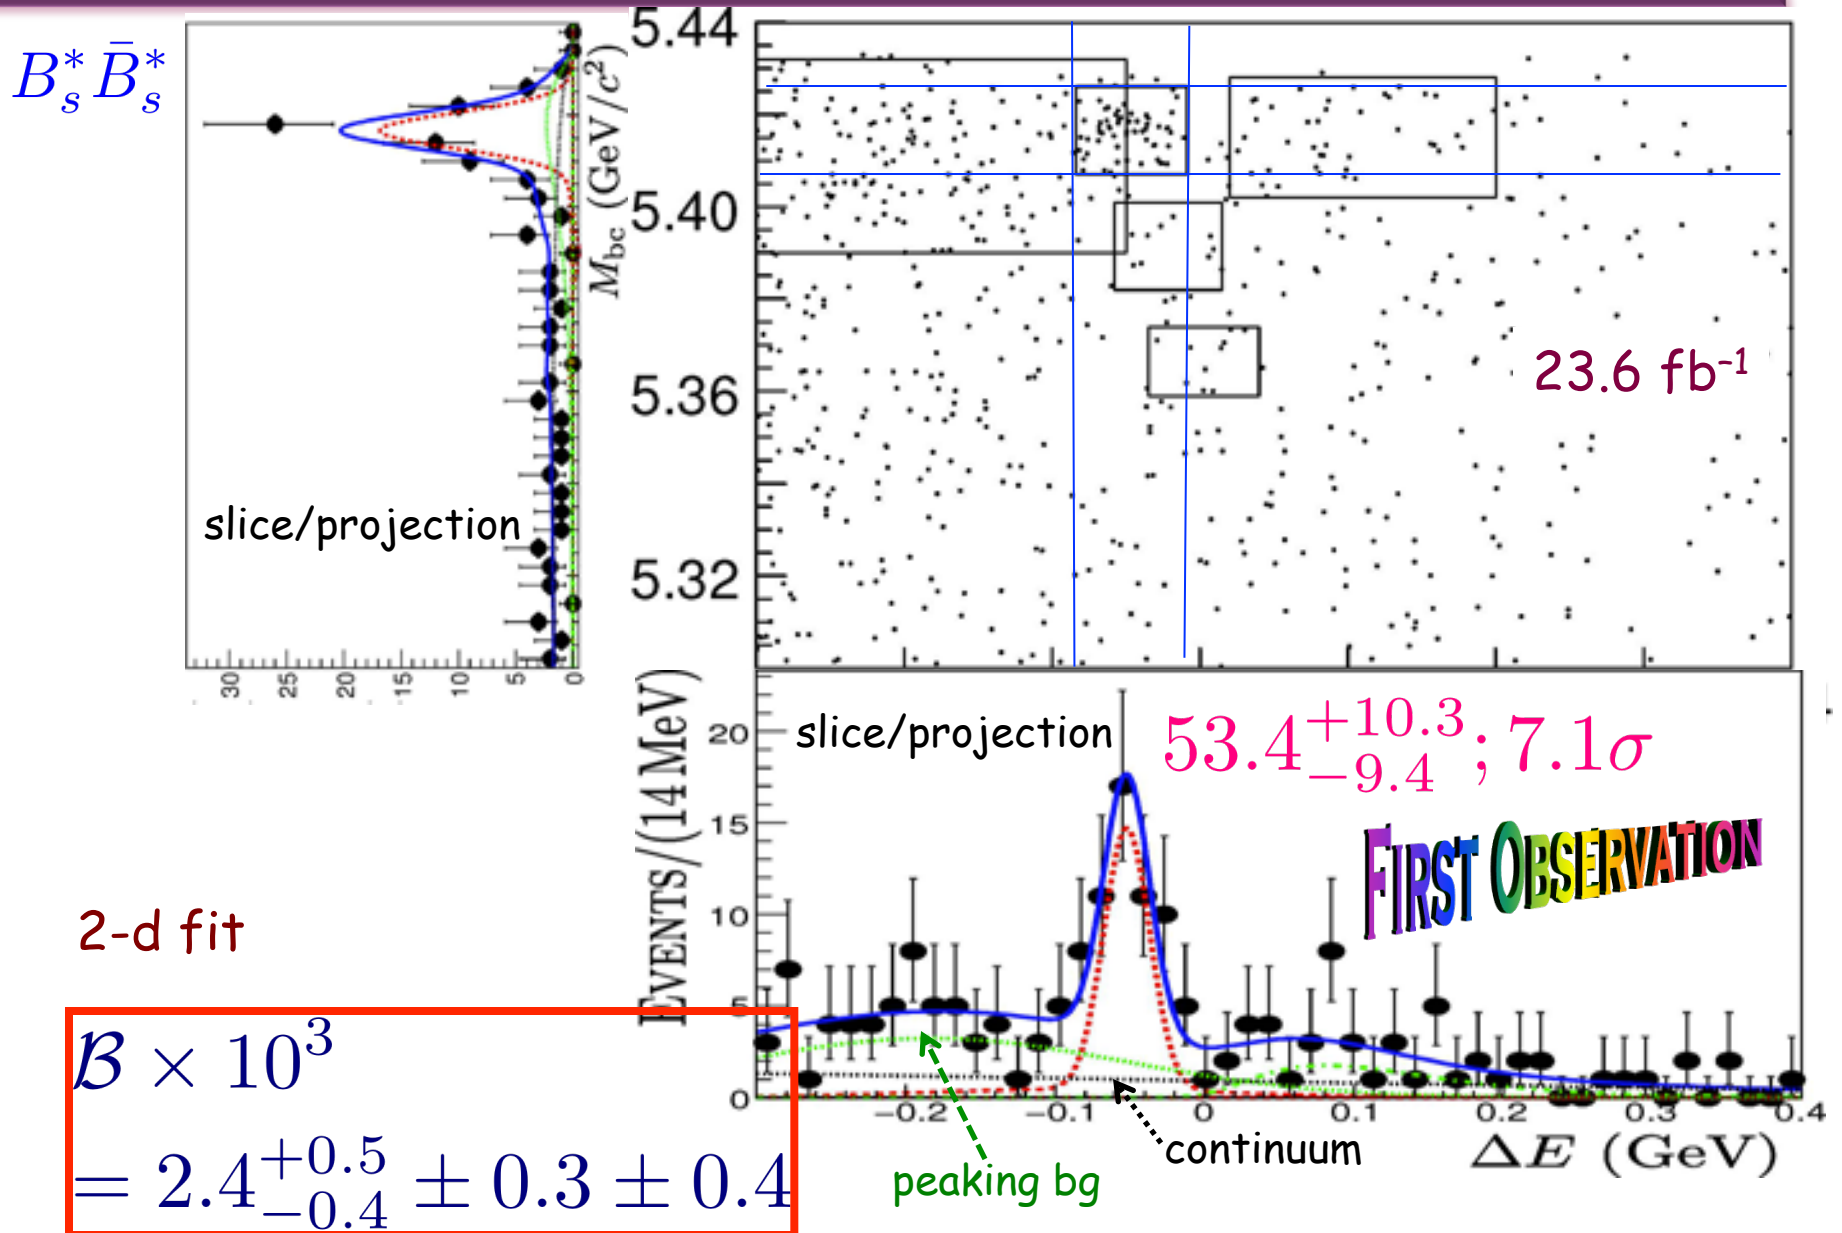 B_s^* B̄_s^*
M_bc (GeV/c²)
5.44
5.40
5.36
5.32
23.6 fb⁻¹
slice/projection
30 25 20 15 10 5 0
slice/projection
53.4 +10.3 −9.4 ; 7.1σ
FIRST OBSERVATION
EVENTS/(14 MeV)
20
15
10
5
0
−0.2 −0.1 0 0.1 0.2 0.3 0.4
ΔE (GeV)
continuum
peaking bg
2-d fit
ℬ × 10³
= 2.4 +0.5 −0.4 ± 0.3 ± 0.4